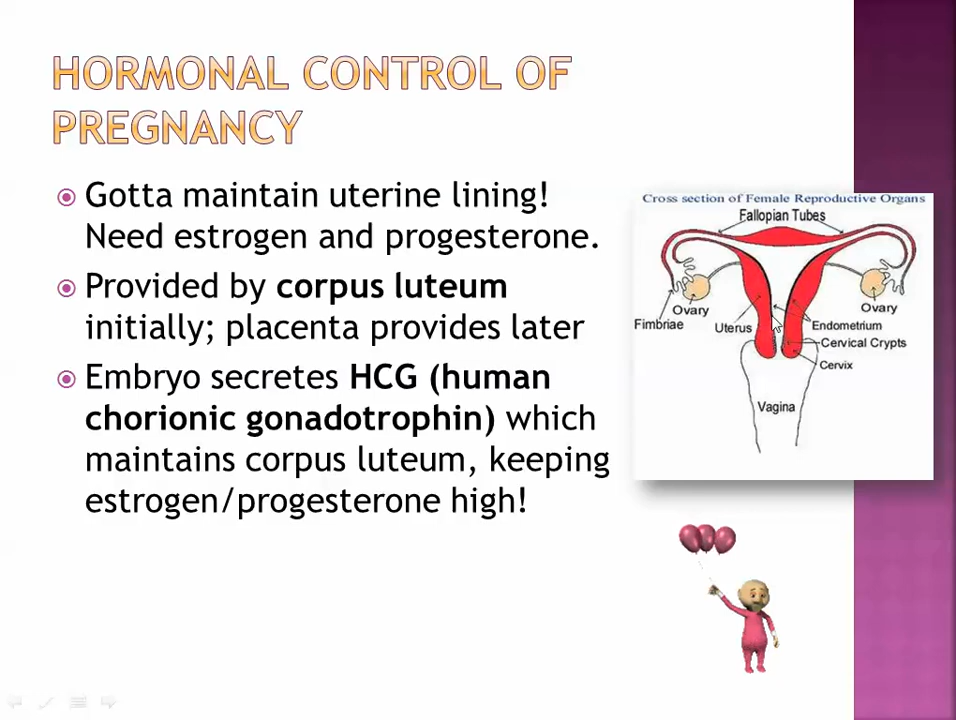 HORMONAL CONTROL OF
PREGNANCY
Gotta maintain uterine lining!
Need estrogen and progesterone.
Provided by corpus luteum
initially; placenta provides later
Embryo secretes HCG (human
chorionic gonadotrophin) which
maintains corpus luteum, keeping
estrogen/progesterone high!
Cross section of Female Reproductive Organs
Fallopian Tubes
Ovary
Ovary
Fimbriae
Uterus
Endometrium
Cervical Crypts
Cervix
Vagina